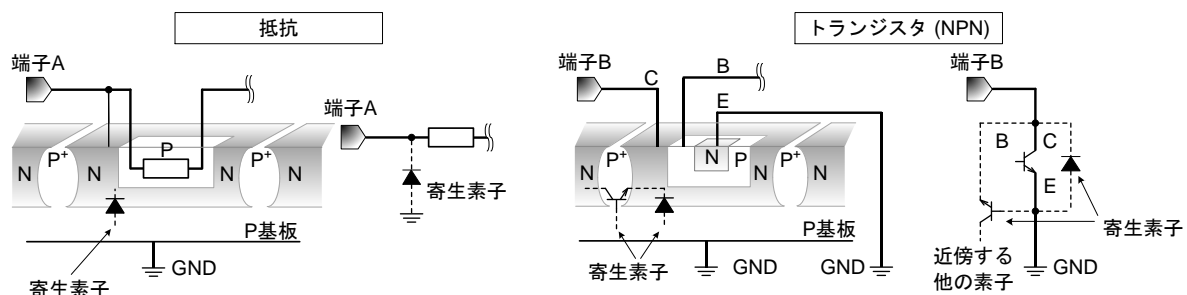 抵抗
端子A
N
P+
N
P
N
P+
N
P基板
GND
寄生素子
端子A
寄生素子
トランジスタ (NPN)
端子B
C
B
E
N
P+
N
N
P
N
P+
N
P基板
寄生素子
GND
GND
端子B
B
C
E
寄生素子
近傍する
他の素子
GND